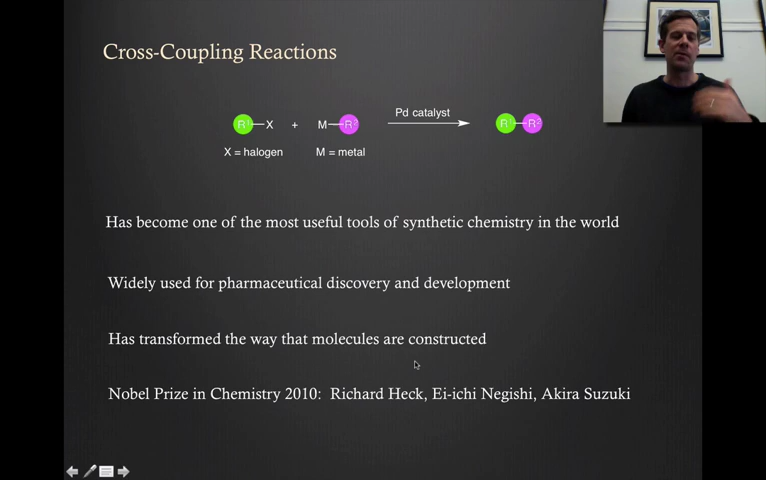 Cross-Coupling Reactions
Pd catalyst
R¹—X + M—R² R¹—R²
X = halogen M = metal
Has become one of the most useful tools of synthetic chemistry in the world
Widely used for pharmaceutical discovery and development
Has transformed the way that molecules are constructed
Nobel Prize in Chemistry 2010: Richard Heck, Ei-ichi Negishi, Akira Suzuki